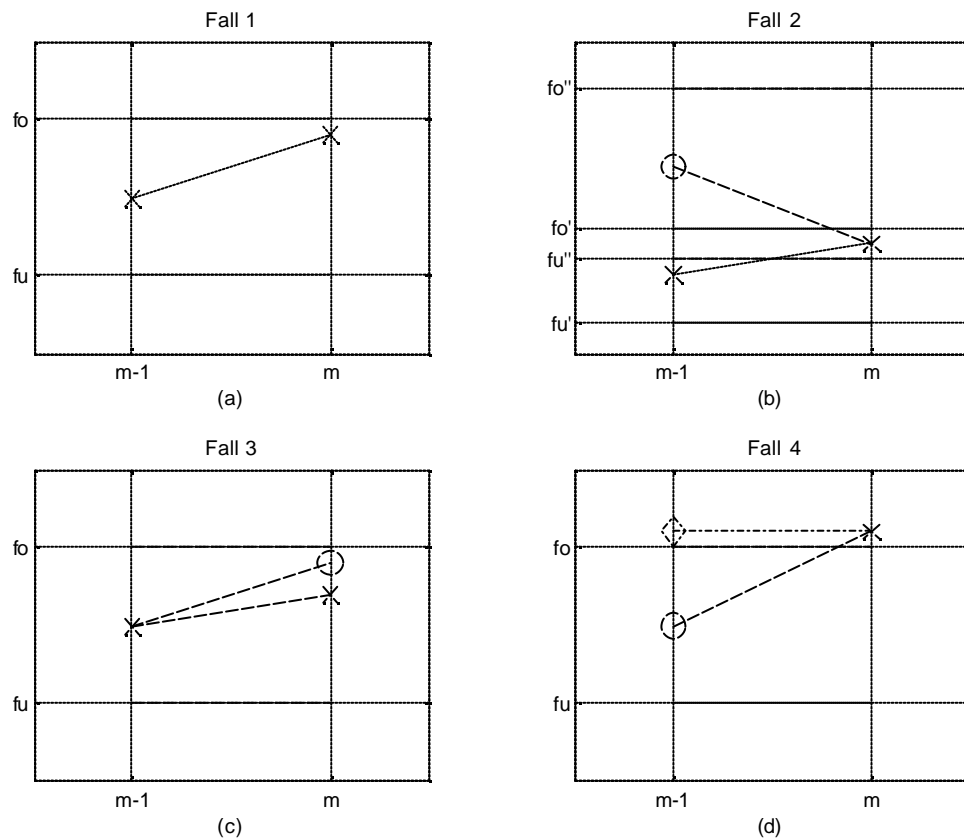 Fall 1
fo
fu
m-1
m
(a)
Fall 2
fo''
fo'
fu''
fu'
m-1
m
(b)
Fall 3
fo
fu
m-1
m
(c)
Fall 4
fo
fu
m-1
m
(d)